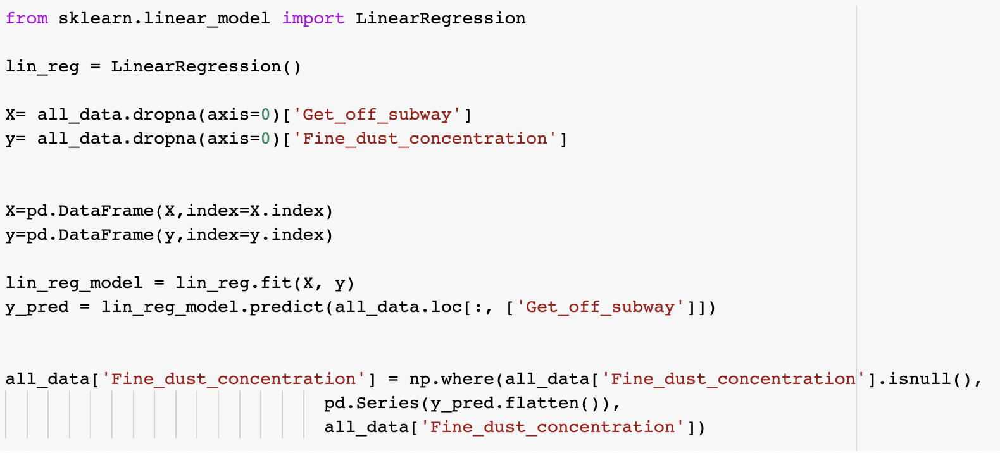 from sklearn.linear_model import LinearRegression
lin_reg = LinearRegression()
X= all_data.dropna(axis=0)['Get_off_subway']
y= all_data.dropna(axis=0)['Fine_dust_concentration']
X=pd.DataFrame(X,index=X.index)
y=pd.DataFrame(y,index=y.index)
lin_reg_model = lin_reg.fit(X, y)
y_pred = lin_reg_model.predict(all_data.loc[:, ['Get_off_subway']])
all_data['Fine_dust_concentration'] = np.where(all_data['Fine_dust_concentration'].isnull(),
pd.Series(y_pred.flatten()),
all_data['Fine_dust_concentration'])